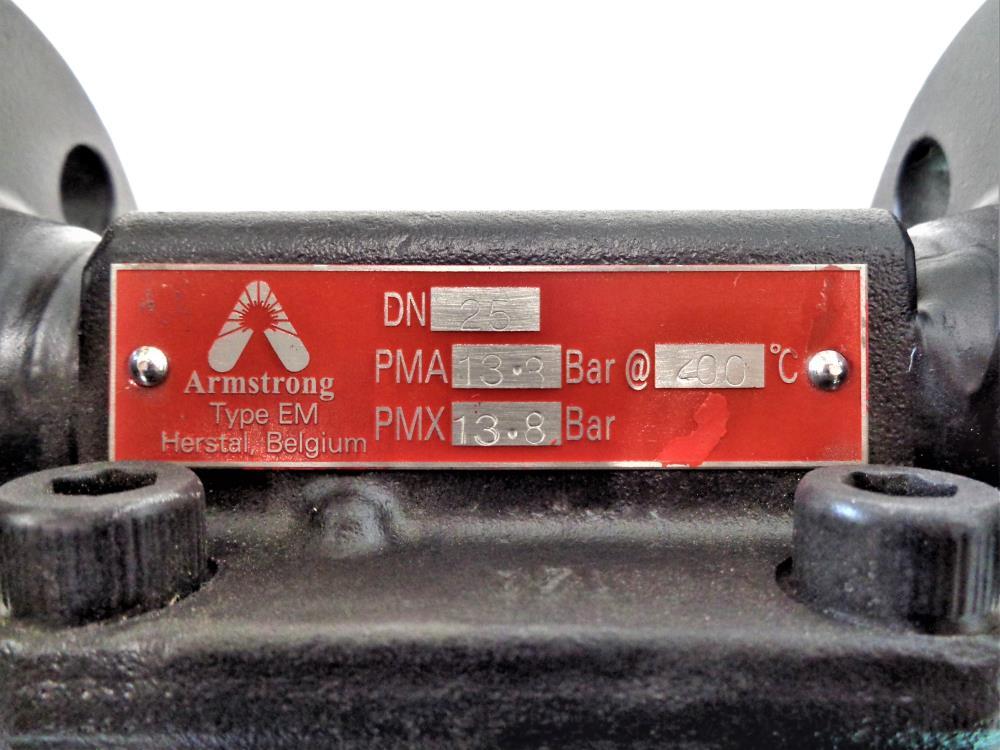 Armstrong
Type EM
Herstal, Belgium
DN 25
PMA 13.8 Bar @ 400 °C
PMX 13.8 Bar